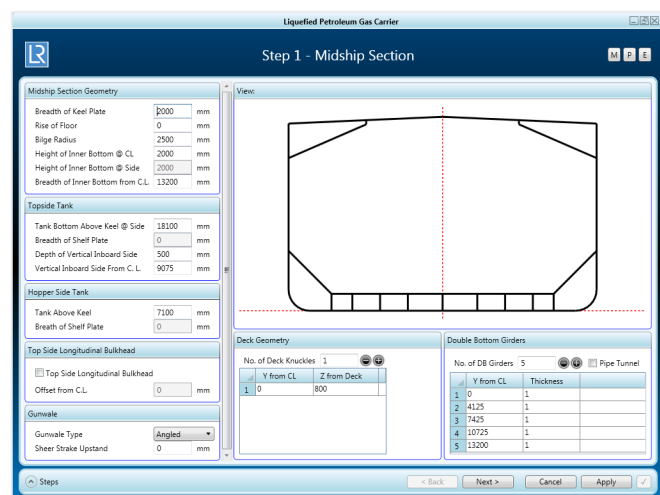 Liquefied Petroleum Gas Carrier
LR
Step 1 - Midship Section
M P E
Midship Section Geometry
Breadth of Keel Plate 2000 mm
Rise of Floor 0 mm
Bilge Radius 2500 mm
Height of Inner Bottom @ CL 2000 mm
Height of Inner Bottom @ Side 2000 mm
Breadth of Inner Bottom from C.L. 13200 mm
Topside Tank
Tank Bottom Above Keel @ Side 18100 mm
Breadth of Shelf Plate 0 mm
Depth of Vertical Inboard Side 500 mm
Vertical Inboard Side From C. L. 9075 mm
Hopper Side Tank
Tank Above Keel 7100 mm
Breath of Shelf Plate 0 mm
Top Side Longitudinal Bulkhead
Top Side Longitudinal Bulkhead
Offset from C.L. 0 mm
Gunwale
Gunwale Type Angled
Sheer Strake Upstand 0 mm
View:
Deck Geometry
No. of Deck Knuckles 1
Y from CL Z from Deck
1 0 800
Double Bottom Girders
No. of DB Girders 5 Pipe Tunnel
Y from CL Thickness
1 0 1
2 4125 1
3 7425 1
4 10725 1
5 13200 1
Steps
< Back Next > Cancel Apply